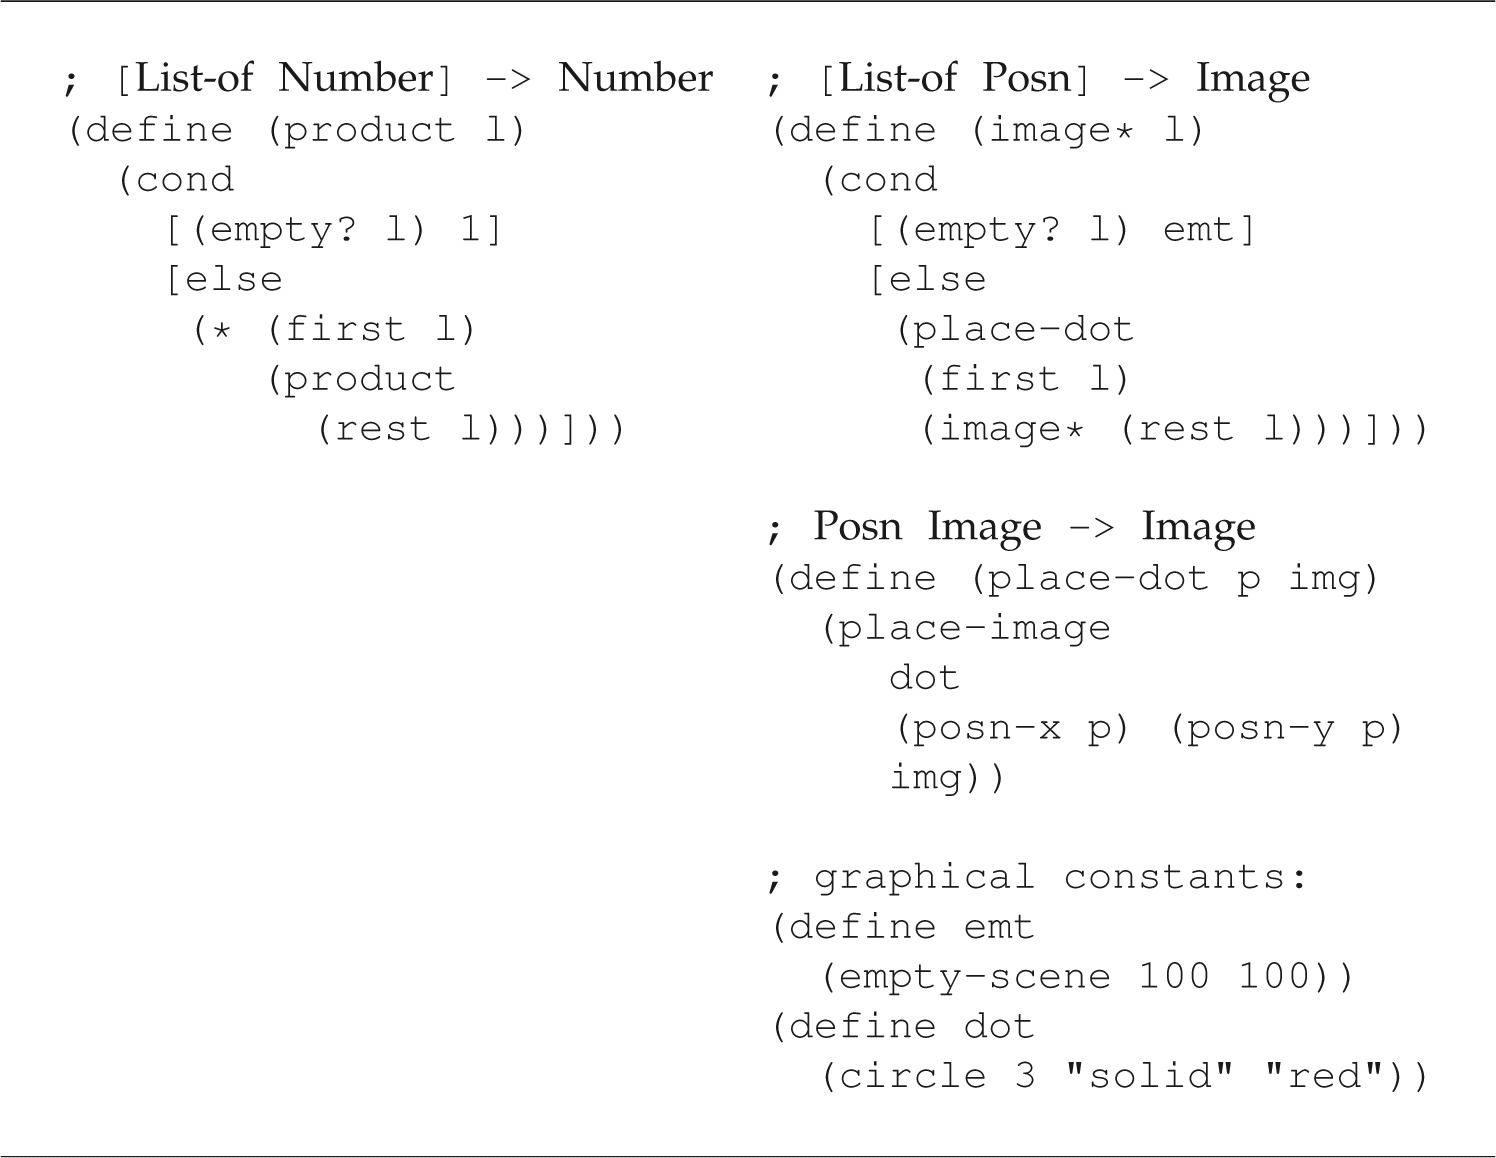 ; [List-of Number] -> Number
(define (product l)
  (cond
    [(empty? l) 1]
    [else
     (* (first l)
        (product
          (rest l)))]))
; [List-of Posn] -> Image
(define (image* l)
  (cond
    [(empty? l) emt]
    [else
     (place-dot
      (first l)
      (image* (rest l)))]))
; Posn Image -> Image
(define (place-dot p img)
  (place-image
     dot
     (posn-x p) (posn-y p)
     img))
; graphical constants:
(define emt
  (empty-scene 100 100))
(define dot
  (circle 3 "solid" "red"))